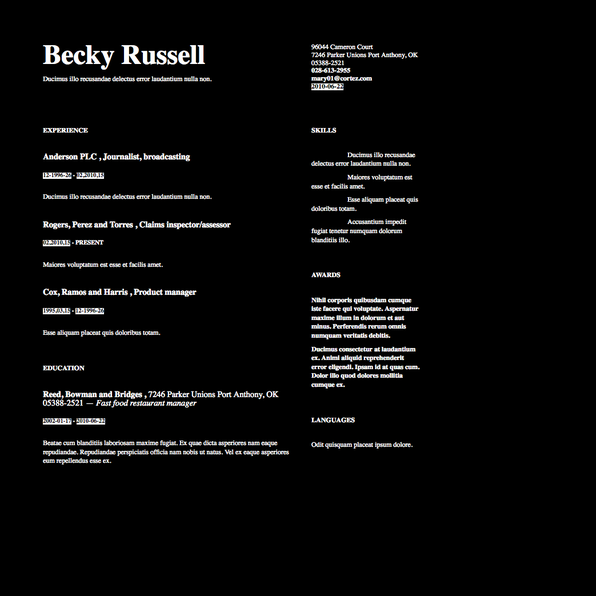 Becky Russell
Ducimus illo recusandae delectus error laudantium nulla non.
96044 Cameron Court
7246 Parker Unions Port Anthony, OK
05388-2521
028-613-2955
mary01@cortez.com
2010-06-22
EXPERIENCE
Anderson PLC , Journalist, broadcasting
12-1996-26 - 02.2010.15
Ducimus illo recusandae delectus error laudantium nulla non.
Rogers, Perez and Torres , Claims inspector/assessor
02.2010.15 - PRESENT
Maiores voluptatum est esse et facilis amet.
Cox, Ramos and Harris , Product manager
1995.03.15 - 12-1996-26
Esse aliquam placeat quis doloribus totam.
EDUCATION
Reed, Bowman and Bridges , 7246 Parker Unions Port Anthony, OK
05388-2521 — Fast food restaurant manager
2002-01-17 - 2010-06-22
Beatae cum blanditiis laboriosam maxime fugiat. Ex quae dicta asperiores nam eaque
repudiandae. Repudiandae perspiciatis officia nam nobis ut natus. Vel ex eaque asperiores
eum repellendus esse ex.
SKILLS
Ducimus illo recusandae
delectus error laudantium nulla non.
Maiores voluptatum est
esse et facilis amet.
Esse aliquam placeat quis
doloribus totam.
Accusantium impedit
fugiat tenetur numquam dolorum
blanditiis illo.
AWARDS
Nihil corporis quibusdam cumque
iste facere qui voluptate. Aspernatur
maxime illum in dolorum et aut
minus. Perferendis rerum omnis
numquam veritatis debitis.
Ducimus consectetur at laudantium
ex. Animi aliquid reprehenderit
error eligendi. Ipsam id at quas cum.
Dolor illo quod dolores mollitia
cumque ex.
LANGUAGES
Odit quisquam placeat ipsum dolore.